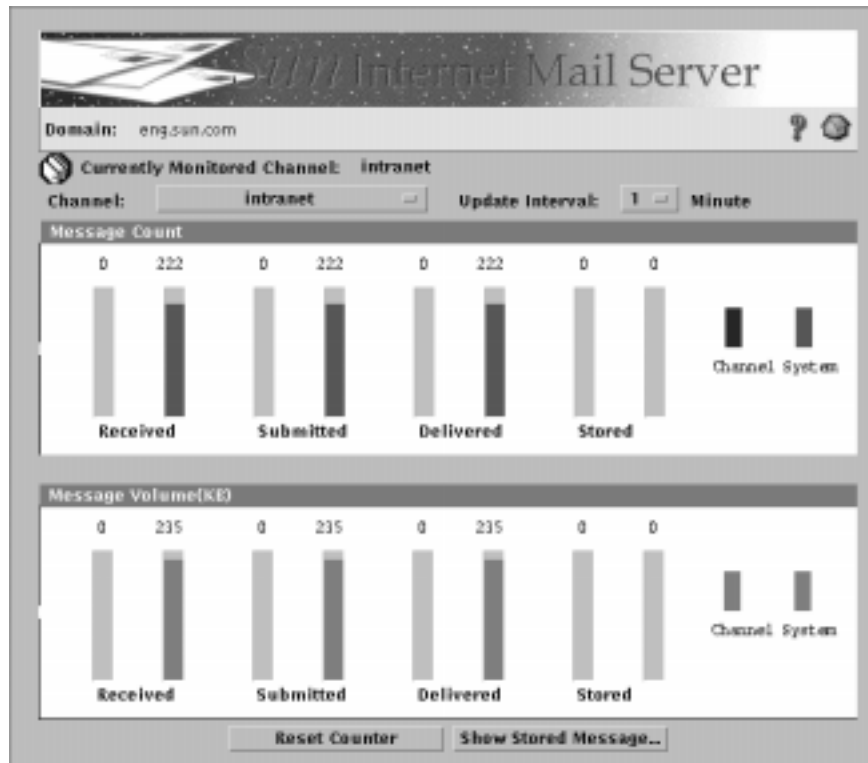 Sun Internet Mail Server
Domain: eng.sun.com
Currently Monitored Channel: intranet
Channel: intranet Update Interval: 1 Minute
Message Count
0 222 0 222 0 222 0 0
Channel System
Received Submitted Delivered Stored
Message Volume(KB)
0 235 0 235 0 235 0 0
Channel System
Received Submitted Delivered Stored
Reset Counter Show Stored Message...